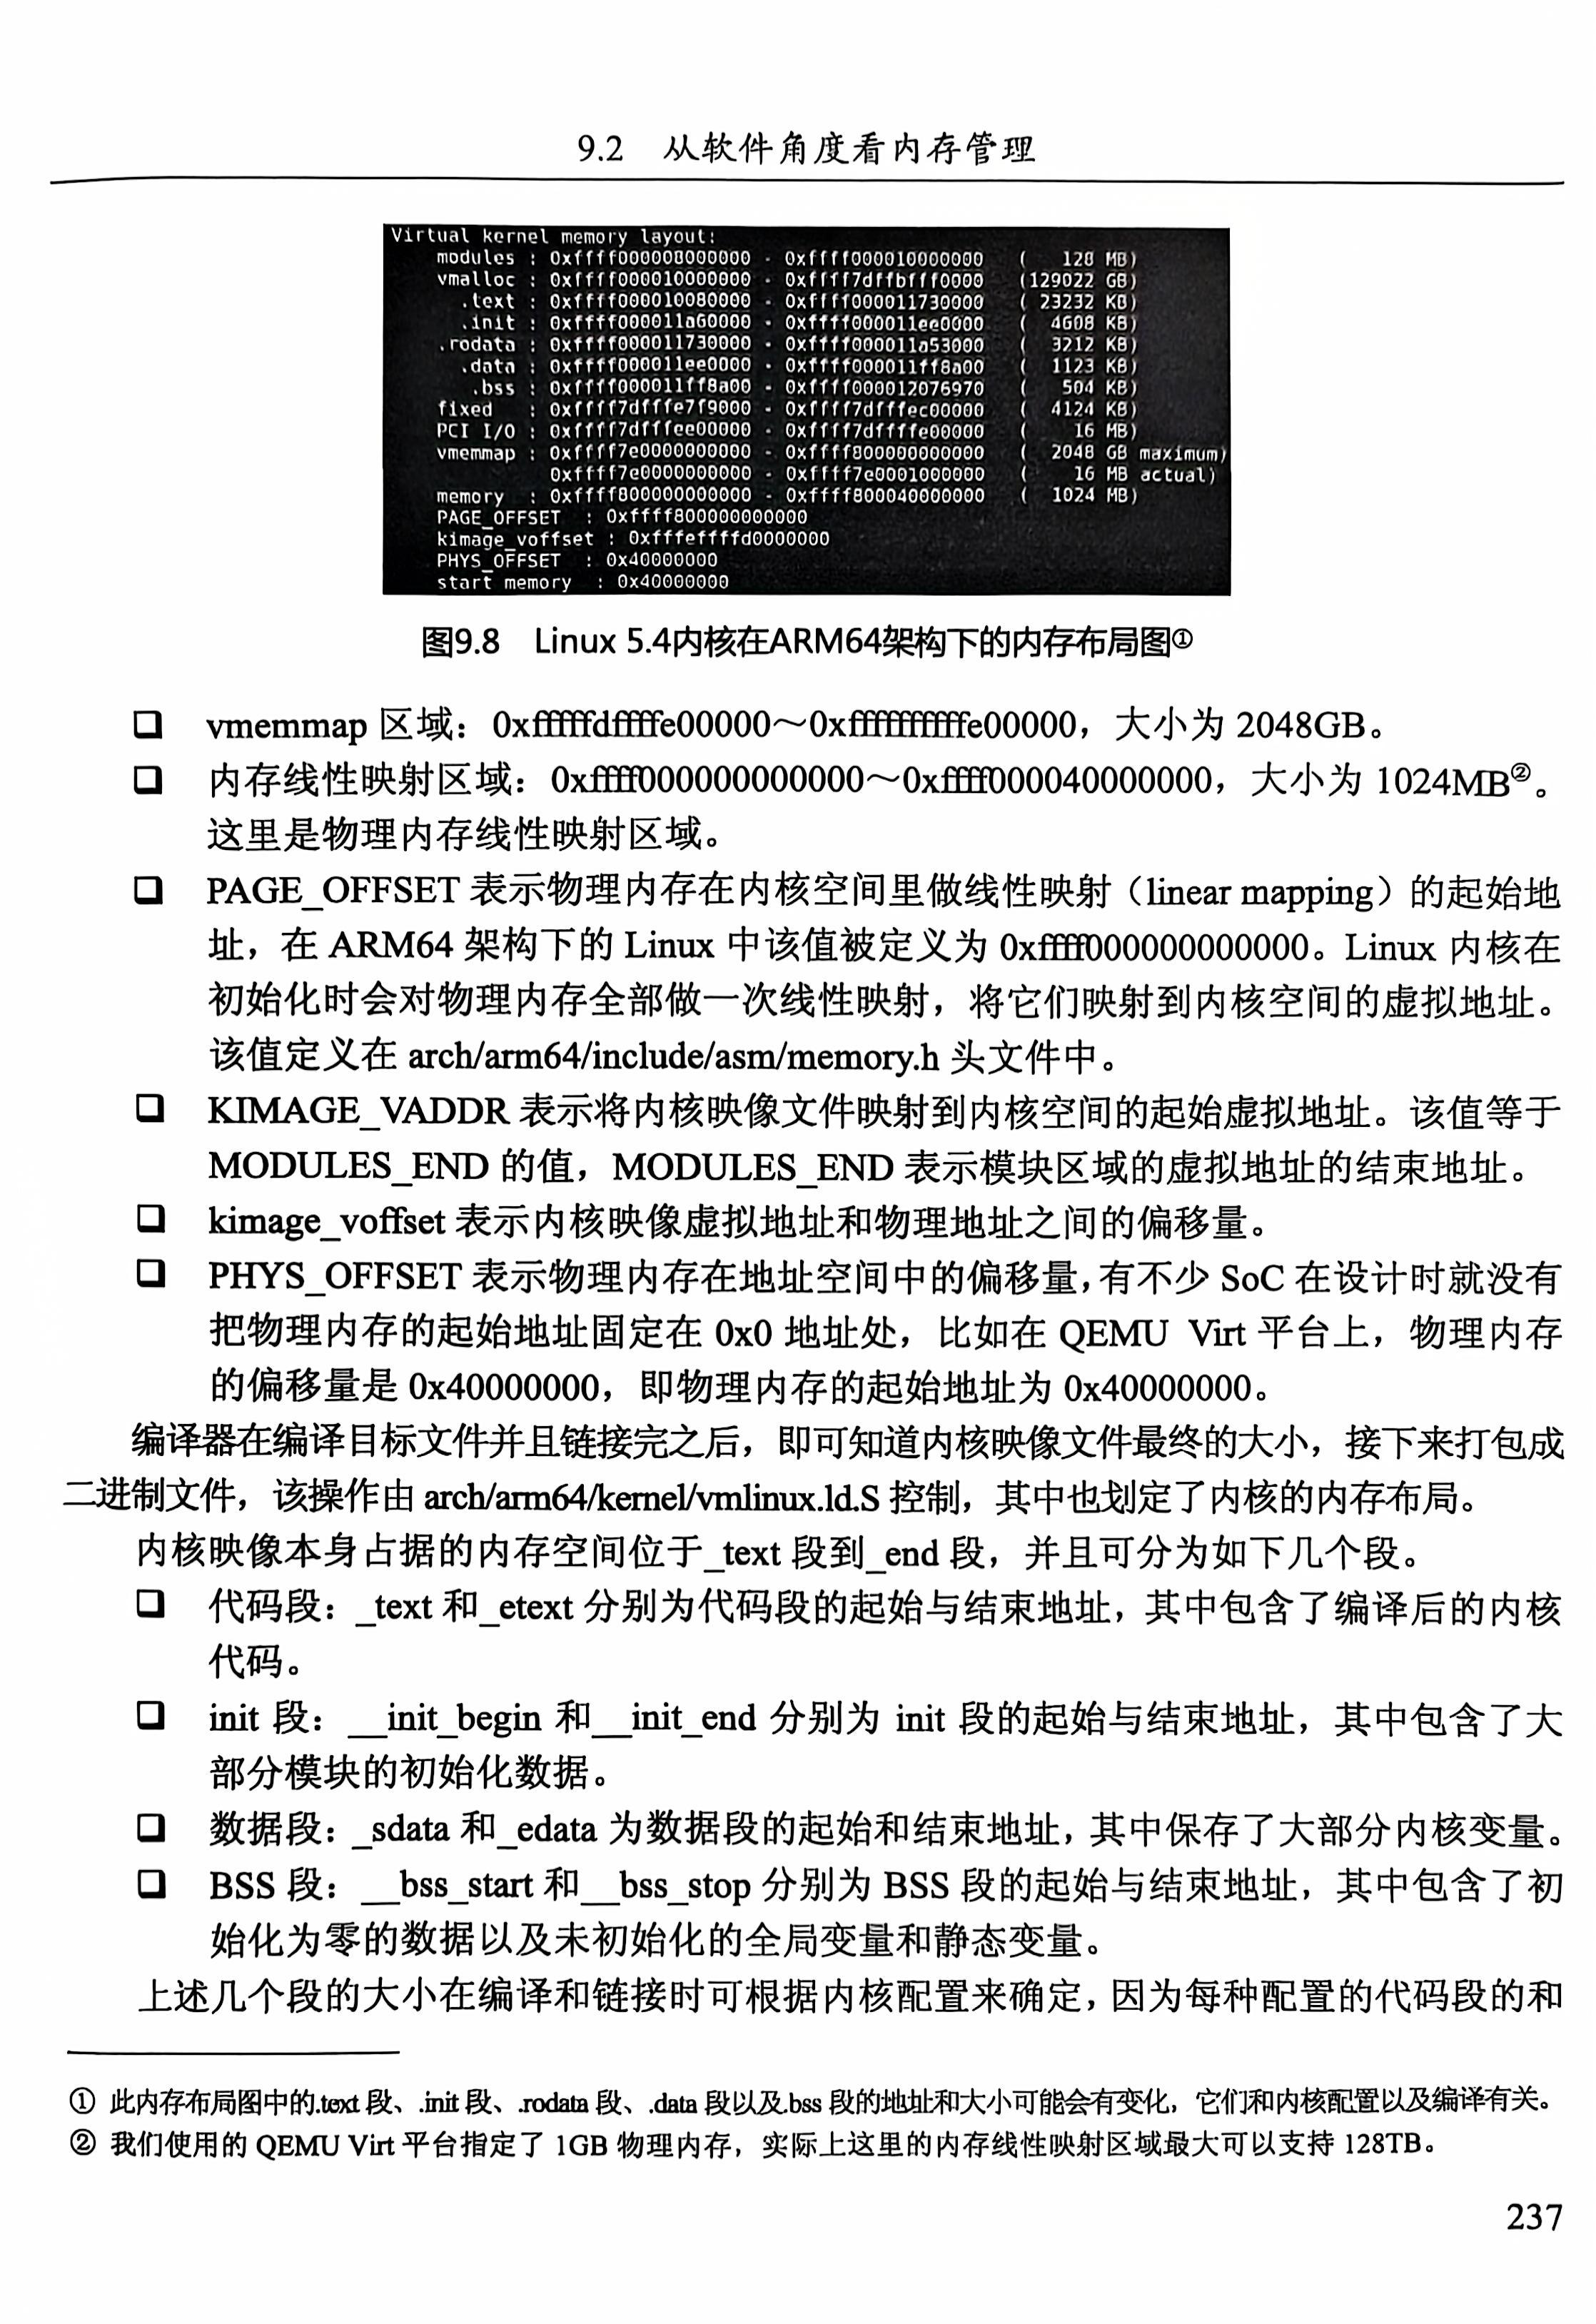 9.2 从软件角度看内存管理
Virtual kernel memory layout:
modules : 0xffff000008000000 - 0xffff000010000000 ( 128 MB)
vmalloc : 0xffff000010000000 - 0xffff7dffbfff0000 (129022 GB)
.text : 0xffff000010080000 - 0xffff000011730000 ( 23232 KB)
.init : 0xffff000011a60000 - 0xffff000011ee0000 ( 4608 KB)
.rodata : 0xffff000011730000 - 0xffff000011a53000 ( 3212 KB)
.data : 0xffff000011ee0000 - 0xffff000011ff8a00 ( 1123 KB)
.bss : 0xffff000011ff8a00 - 0xffff000012076970 ( 504 KB)
fixed : 0xffff7dfffe7f9000 - 0xffff7dfffec00000 ( 4124 KB)
PCI I/O : 0xffff7dfffee00000 - 0xffff7dffffe00000 ( 16 MB)
vmemmap : 0xffff7e0000000000 - 0xffff800000000000 ( 2048 GB maximum)
0xffff7e0000000000 - 0xffff7e0001000000 ( 16 MB actual)
memory : 0xffff800000000000 - 0xffff800040000000 ( 1024 MB)
PAGE_OFFSET : 0xffff800000000000
kimage_voffset : 0xfffeffffd0000000
PHYS_OFFSET : 0x40000000
start memory : 0x40000000
图9.8 Linux 5.4内核在ARM64架构下的内存布局图①
❑ vmemmap 区域：0xfffffdffffe00000～0xffffffffffe00000，大小为 2048GB。
❑ 内存线性映射区域：0xffff000000000000～0xffff000040000000，大小为 1024MB②。
这里是物理内存线性映射区域。
❑ PAGE_OFFSET 表示物理内存在内核空间里做线性映射（linear mapping）的起始地
址，在 ARM64 架构下的 Linux 中该值被定义为 0xffff000000000000。Linux 内核在
初始化时会对物理内存全部做一次线性映射，将它们映射到内核空间的虚拟地址。
该值定义在 arch/arm64/include/asm/memory.h 头文件中。
❑ KIMAGE_VADDR 表示将内核映像文件映射到内核空间的起始虚拟地址。该值等于
MODULES_END 的值，MODULES_END 表示模块区域的虚拟地址的结束地址。
❑ kimage_voffset 表示内核映像虚拟地址和物理地址之间的偏移量。
❑ PHYS_OFFSET 表示物理内存在地址空间中的偏移量，有不少 SoC 在设计时就没有
把物理内存的起始地址固定在 0x0 地址处，比如在 QEMU Virt 平台上，物理内存
的偏移量是 0x40000000，即物理内存的起始地址为 0x40000000。
编译器在编译目标文件并且链接完之后，即可知道内核映像文件最终的大小，接下来打包成
二进制文件，该操作由 arch/arm64/kernel/vmlinux.ld.S 控制，其中也划定了内核的内存布局。
内核映像本身占据的内存空间位于_text 段到_end 段，并且可分为如下几个段。
❑ 代码段：_text 和_etext 分别为代码段的起始与结束地址，其中包含了编译后的内核
代码。
❑ init 段：__init_begin 和__init_end 分别为 init 段的起始与结束地址，其中包含了大
部分模块的初始化数据。
❑ 数据段：_sdata 和_edata 为数据段的起始和结束地址，其中保存了大部分内核变量。
❑ BSS 段：__bss_start 和__bss_stop 分别为 BSS 段的起始与结束地址，其中包含了初
始化为零的数据以及未初始化的全局变量和静态变量。
上述几个段的大小在编译和链接时可根据内核配置来确定，因为每种配置的代码段的和
① 此内存布局图中的.text 段、.init 段、.rodata 段、.data 段以及.bss 段的地址和大小可能会有变化，它们和内核配置以及编译有关。
② 我们使用的 QEMU Virt 平台指定了 1GB 物理内存，实际上这里的内存线性映射区域最大可以支持 128TB。
237